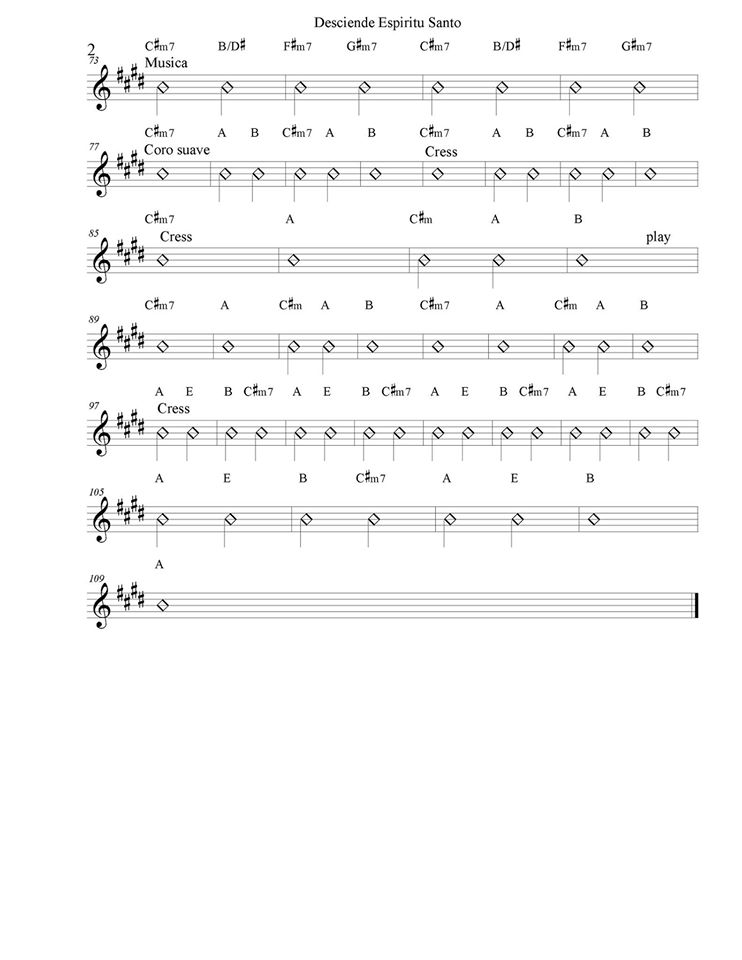 Desciende Espiritu Santo
2
C#m7 B/D# F#m7 G#m7 C#m7 B/D# F#m7 G#m7
73
Musica
C#m7 A B C#m7 A B C#m7 A B C#m7 A B
77
Coro suave Cress
C#m7 A C#m A B
85
Cress play
C#m7 A C#m A B C#m7 A C#m A B
89
A E B C#m7 A E B C#m7 A E B C#m7 A E B C#m7
97
Cress
A E B C#m7 A E B
105
A
109